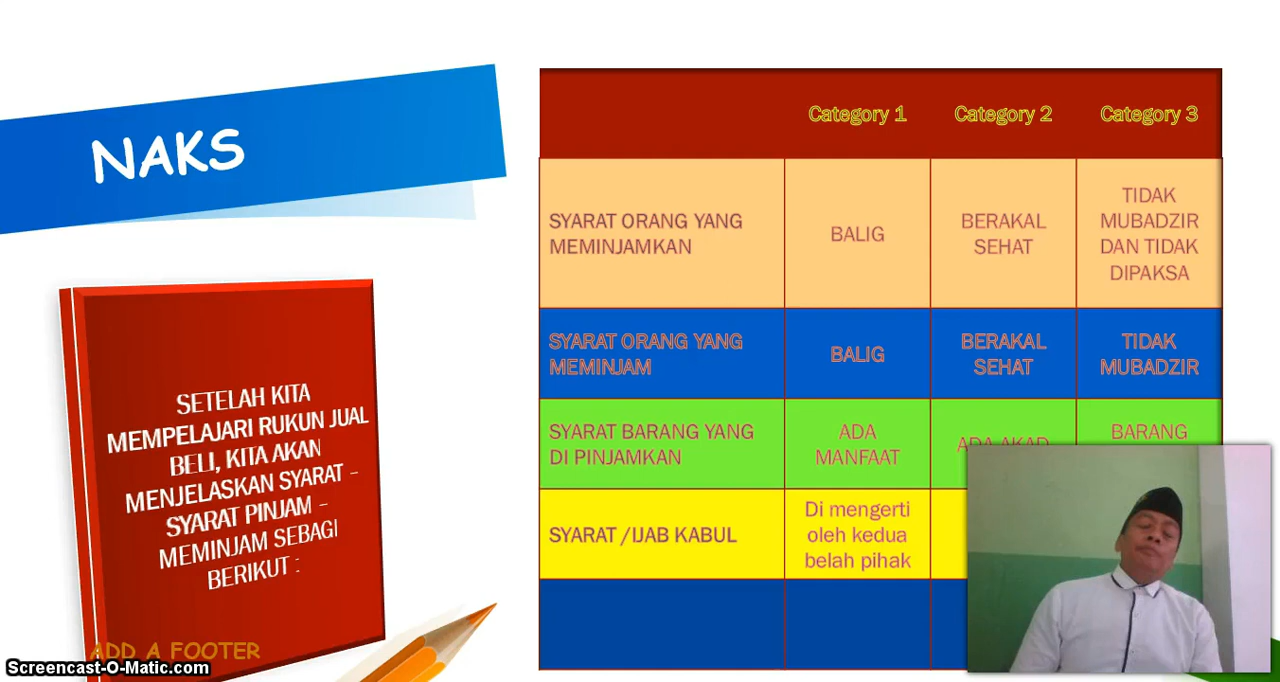 NAKS
SETELAH KITA
MEMPELAJARI RUKUN JUAL
BELI, KITA AKAN
MENJELASKAN SYARAT –
SYARAT PINJAM –
MEMINJAM SEBAGI
BERIKUT :
ADD A FOOTER
Category 1 Category 2 Category 3
SYARAT ORANG YANG
MEMINJAMKAN
BALIG
BERAKAL
SEHAT
TIDAK
MUBADZIR
DAN TIDAK
DIPAKSA
SYARAT ORANG YANG
MEMINJAM
BALIG
BERAKAL
SEHAT
TIDAK
MUBADZIR
SYARAT BARANG YANG
DI PINJAMKAN
ADA
MANFAAT
ADA AKAD
BARANG
SYARAT /IJAB KABUL
Di mengerti
oleh kedua
belah pihak
Screencast-O-Matic.com